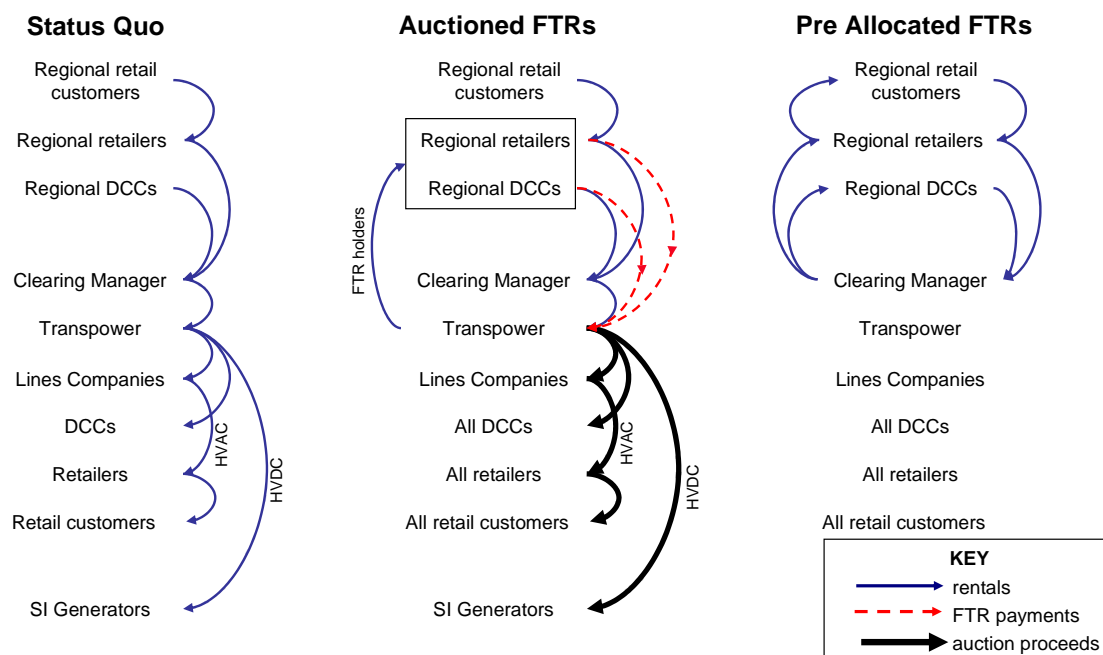 Status Quo
Regional retail
customers
Regional retailers
Regional DCCs
Clearing Manager
Transpower
Lines Companies
DCCs
Retailers
Retail customers
SI Generators
HVAC
HVDC
Auctioned FTRs
Regional retail
customers
Regional retailers
Regional DCCs
FTR holders
Clearing Manager
Transpower
Lines Companies
All DCCs
All retailers
All retail customers
SI Generators
HVAC
HVDC
Pre Allocated FTRs
Regional retail
customers
Regional retailers
Regional DCCs
Clearing Manager
Transpower
Lines Companies
All DCCs
All retailers
All retail customers
KEY
rentals
FTR payments
auction proceeds